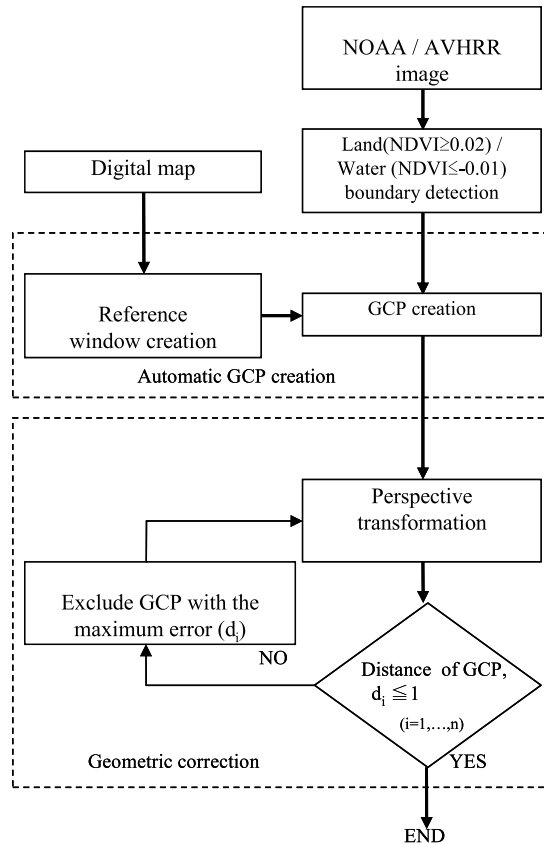 NOAA / AVHRR
image
Land(NDVI≥0.02) /
Water (NDVI≤-0.01)
boundary detection
Digital map
Reference
window creation
GCP creation
Automatic GCP creation
Perspective
transformation
Exclude GCP with the
maximum error (di)
NO
Distance of GCP,
di ≦1
(i=1,…,n)
YES
Geometric correction
END